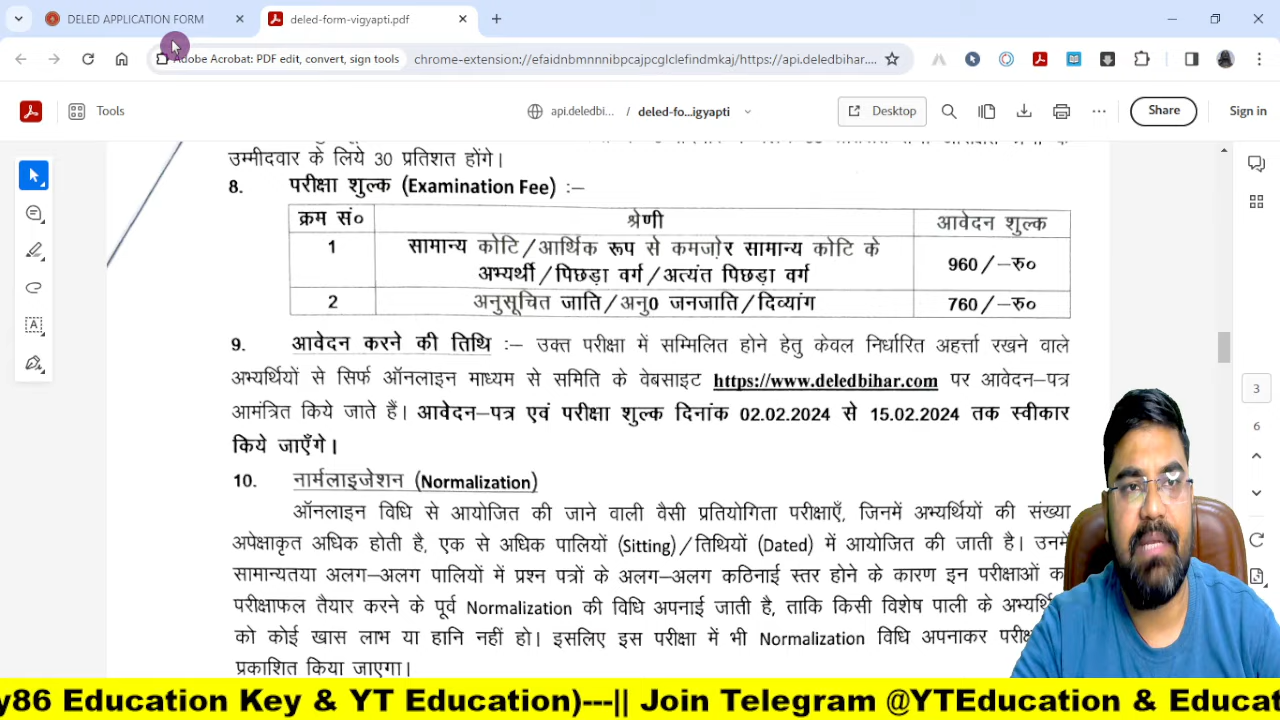 DELED APPLICATION FORM
deled-form-vigyapti.pdf
Adobe Acrobat: PDF edit, convert, sign tools
chrome-extension://efaidnbmnnnibpcajpcglclefindmkaj/https://api.deledbihar....
Tools
api.deledbi... / deled-fo...igyapti
Desktop
Share
Sign in
उम्मीदवार के लिये 30 प्रतिशत होंगे।
8. परीक्षा शुल्क (Examination Fee) :–
क्रम सं० श्रेणी आवेदन शुल्क
1 सामान्य कोटि/आर्थिक रूप से कमजोर सामान्य कोटि के
अभ्यर्थी/पिछड़ा वर्ग/अत्यंत पिछड़ा वर्ग 960/–रु०
2 अनुसूचित जाति/अनु0 जनजाति/दिव्यांग 760/–रु०
9. आवेदन करने की तिथि :– उक्त परीक्षा में सम्मिलित होने हेतु केवल निर्धारित अहर्त्ता रखने वाले
अभ्यर्थियों से सिर्फ ऑनलाइन माध्यम से समिति के वेबसाइट https://www.deledbihar.com पर आवेदन–पत्र
आमंत्रित किये जाते हैं। आवेदन–पत्र एवं परीक्षा शुल्क दिनांक 02.02.2024 से 15.02.2024 तक स्वीकार
किये जाएँगे।
10. नार्मलाइजेशन (Normalization)
ऑनलाइन विधि से आयोजित की जाने वाली वैसी प्रतियोगिता परीक्षाएँ, जिनमें अभ्यर्थियों की संख्या
अपेक्षाकृत अधिक होती है, एक से अधिक पालियों (Sitting)/तिथियों (Dated) में आयोजित की जाती है। उनमें
सामान्यतया अलग–अलग पालियों में प्रश्न पत्रों के अलग–अलग कठिनाई स्तर होने के कारण इन परीक्षाओं
परीक्षाफल तैयार करने के पूर्व Normalization की विधि अपनाई जाती है, ताकि किसी विशेष पाली के
को कोई खास लाभ या हानि नहीं हो। इसलिए इस परीक्षा में भी Normalization विधि अपनाकर
प्रकाशित किया जाएगा।
3
6
y86 Education Key & YT Education)---|| Join Telegram @YTEducation & Educat